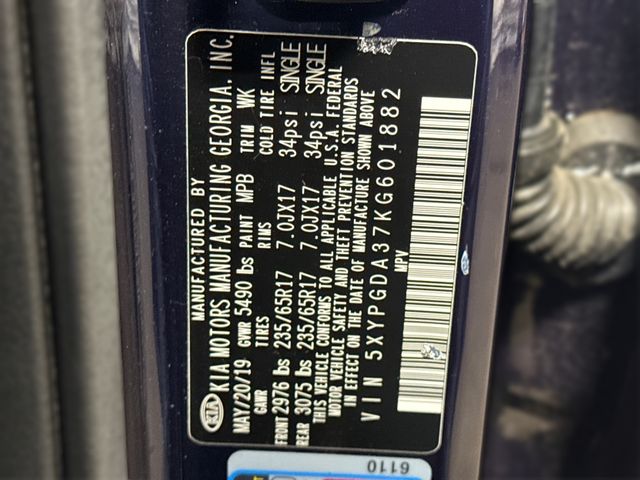 MANUFACTURED BY
KIA KIA MOTORS MANUFACTURING GEORGIA, INC.
MAY/20/19 GVWR 5490 lbs PAINT MPB TRIM WK
GAWR TIRES RIMS COLD TIRE INFL
FRONT 2976 lbs 235/65R17 7.0JX17 34psi SINGLE
REAR 3075 lbs 235/65R17 7.0JX17 34psi SINGLE
THIS VEHICLE CONFORMS TO ALL APPLICABLE U.S.A. FEDERAL
MOTOR VEHICLE SAFETY AND THEFT PREVENTION STANDARDS
IN EFFECT ON THE DATE OF MANUFACTURE SHOWN ABOVE
VIN 5XYPGDA37KG601882
MPV
6110